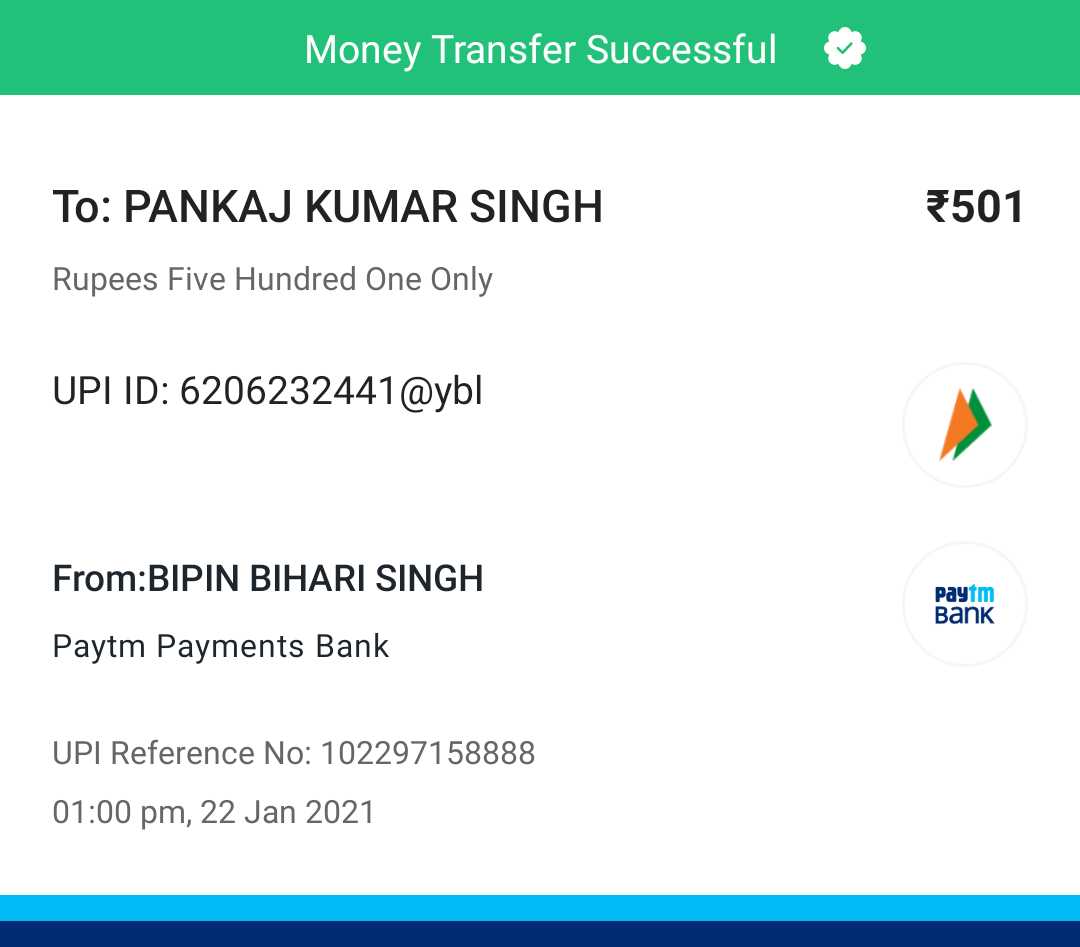 Money Transfer Successful
To: PANKAJ KUMAR SINGH ₹501
Rupees Five Hundred One Only
UPI ID: 6206232441@ybl
From:BIPIN BIHARI SINGH
paytm
BANK
Paytm Payments Bank
UPI Reference No: 102297158888
01:00 pm, 22 Jan 2021